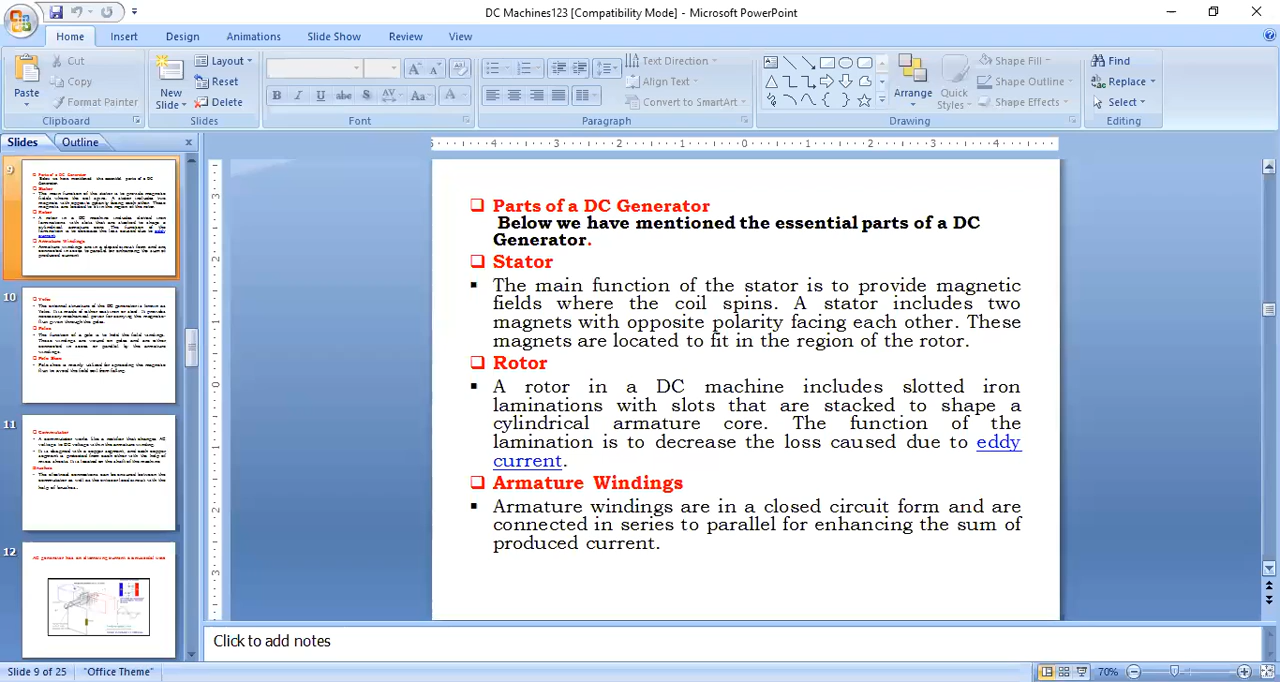 DC Machines123 [Compatibility Mode] - Microsoft PowerPoint
Home Insert Design Animations Slide Show Review View
Paste Cut Copy Format Painter Clipboard
New Slide Layout Reset Delete Slides
B I U abc S AV Aa A Font
Text Direction Align Text Convert to SmartArt Paragraph
Arrange Quick Styles Shape Fill Shape Outline Shape Effects Drawing
Find Replace Select Editing
Slides Outline
9
10
11
12
Parts of a DC Generator
Below we have mentioned the essential parts of a DC
Generator.
Stator
The main function of the stator is to provide magnetic
fields where the coil spins. A stator includes two
magnets with opposite polarity facing each other. These
magnets are located to fit in the region of the rotor.
Rotor
A rotor in a DC machine includes slotted iron
laminations with slots that are stacked to shape a
cylindrical armature core. The function of the
lamination is to decrease the loss caused due to eddy
current.
Armature Windings
Armature windings are in a closed circuit form and are
connected in series to parallel for enhancing the sum of
produced current.
Click to add notes
Slide 9 of 25 "Office Theme" 70%